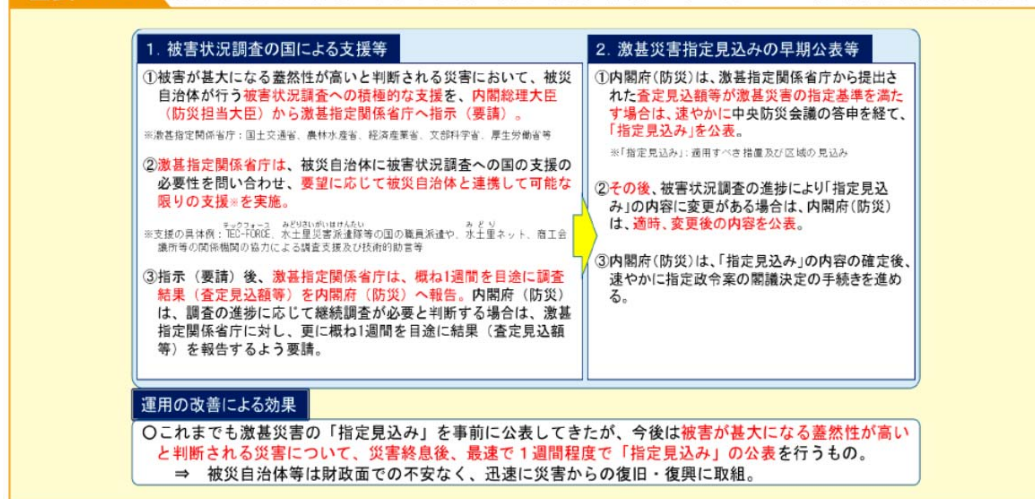 1．被害状況調査の国による支援等
①被害が甚大になる蓋然性が高いと判断される災害において、被災
自治体が行う被害状況調査への積極的な支援を、内閣総理大臣
（防災担当大臣）から激甚指定関係省庁へ指示（要請）。
※激甚指定関係省庁：国土交通省、農林水産省、経済産業省、文部科学省、厚生労働省等
②激甚指定関係省庁は、被災自治体に被害状況調査への国の支援の
必要性を問い合わせ、要望に応じて被災自治体と連携して可能な
限りの支援※を実施。
テックフォース　みどりさいがいはけんたい　みどり
※支援の具体例：TEC-FORCE、水土里災害派遣隊等の国の職員派遣や、水土里ネット、商工会
議所等の関係機関の協力による調査支援及び技術的助言等
③指示（要請）後、激甚指定関係省庁は、概ね1週間を目途に調査
結果（査定見込額等）を内閣府（防災）へ報告。内閣府（防災）
は、調査の進捗に応じて継続調査が必要と判断する場合は、激甚
指定関係省庁に対し、更に概ね1週間を目途に結果（査定見込額
等）を報告するよう要請。
2．激甚災害指定見込みの早期公表等
①内閣府（防災）は、激甚指定関係省庁から提出さ
れた査定見込額等が激甚災害の指定基準を満た
す場合は、速やかに中央防災会議の答申を経て、
「指定見込み」を公表。
※「指定見込み」：適用すべき措置及び区域の見込み
②その後、被害状況調査の進捗により「指定見込
み」の内容に変更がある場合は、内閣府（防災）
は、適時、変更後の内容を公表。
③内閣府（防災）は、「指定見込み」の内容の確定後、
速やかに指定政令案の閣議決定の手続きを進め
る。
運用の改善による効果
〇これまでも激甚災害の「指定見込み」を事前に公表してきたが、今後は被害が甚大になる蓋然性が高い
と判断される災害について、災害終息後、最速で１週間程度で「指定見込み」の公表を行うもの。
⇒　被災自治体等は財政面での不安なく、迅速に災害からの復旧・復興に取組。